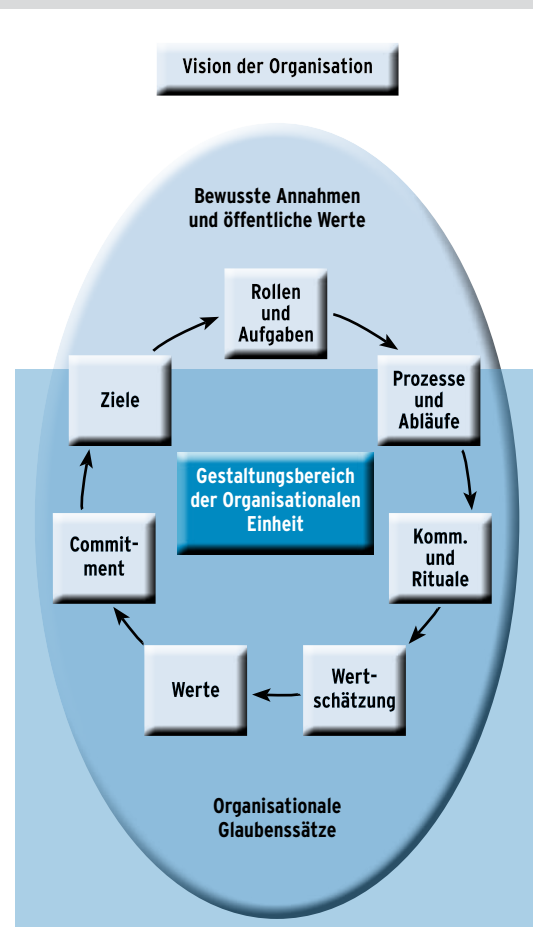 Vision der Organisation
Bewusste Annahmen
und öffentliche Werte
Rollen
und
Aufgaben
Ziele
Prozesse
und
Abläufe
Gestaltungsbereich
der Organisationalen
Einheit
Commit-
ment
Komm.
und
Rituale
Werte
Wert-
schätzung
Organisationale
Glaubenssätze